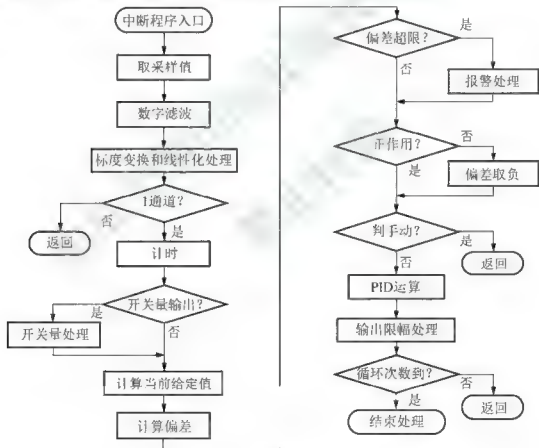 中断程序入口
取采样值
数字滤波
标度变换和线性化处理
1通道?
否
返回
是
计时
开关量输出?
是
开关量处理
否
计算当前给定值
计算偏差
偏差超限?
是
报警处理
否
正作用?
否
偏差取负
是
判手动?
是
返回
否
PID运算
输出限幅处理
循环次数到?
否
返回
是
结束处理